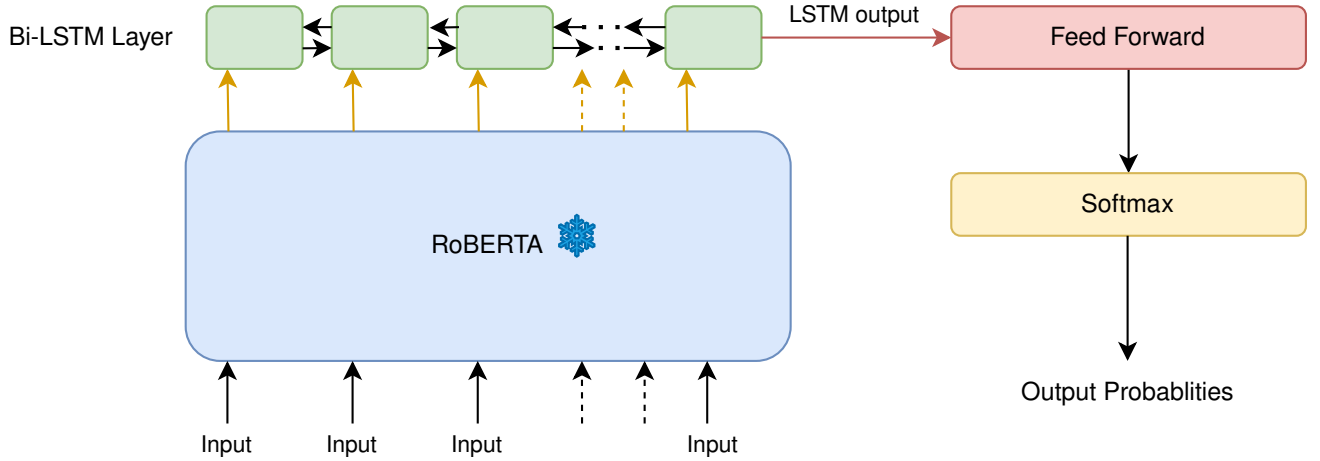 Bi-LSTM Layer
LSTM output
Feed Forward
Softmax
RoBERTA
Output Probablities
Input
Input
Input
Input